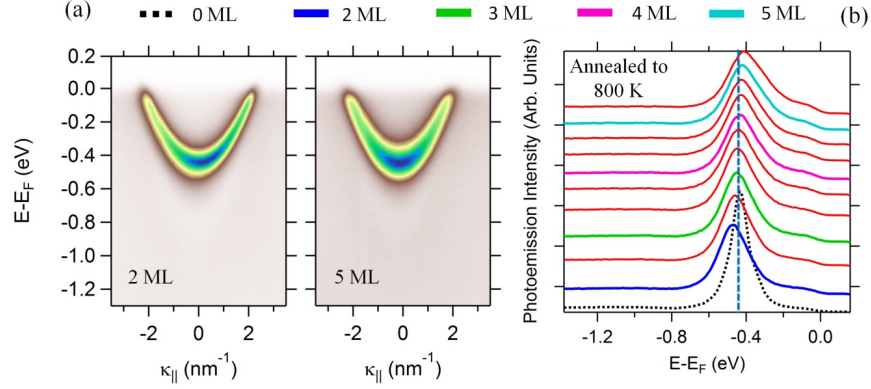 (a) 0 ML 2 ML 3 ML 4 ML 5 ML (b)
E-E_F (eV)
0.2
0.0
-0.2
-0.4
-0.6
-0.8
-1.0
-1.2
2 ML
5 ML
-2 0 2
-2 0 2
κ|| (nm⁻¹)
κ|| (nm⁻¹)
Photoemission Intensity (Arb. Units)
Annealed to
800 K
-1.2 -0.8 -0.4 0.0
E-E_F (eV)